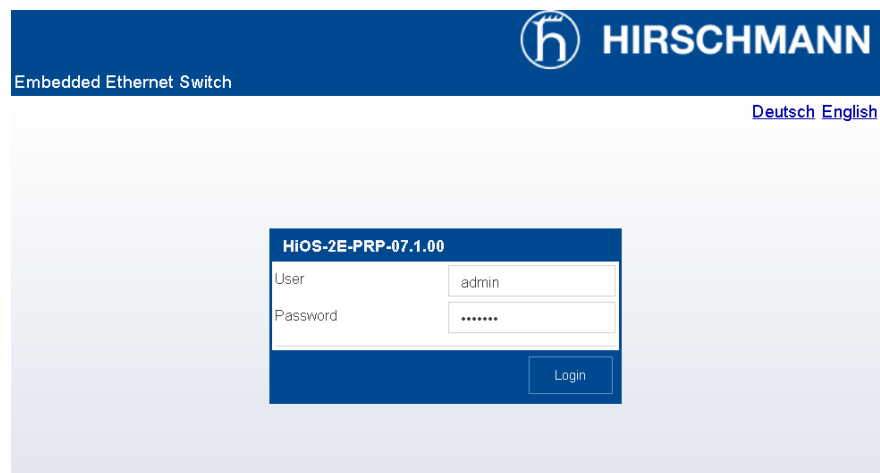 HIRSCHMANN
Embedded Ethernet Switch
Deutsch English
HiOS-2E-PRP-07.1.00
User admin
Password •••••••
Login